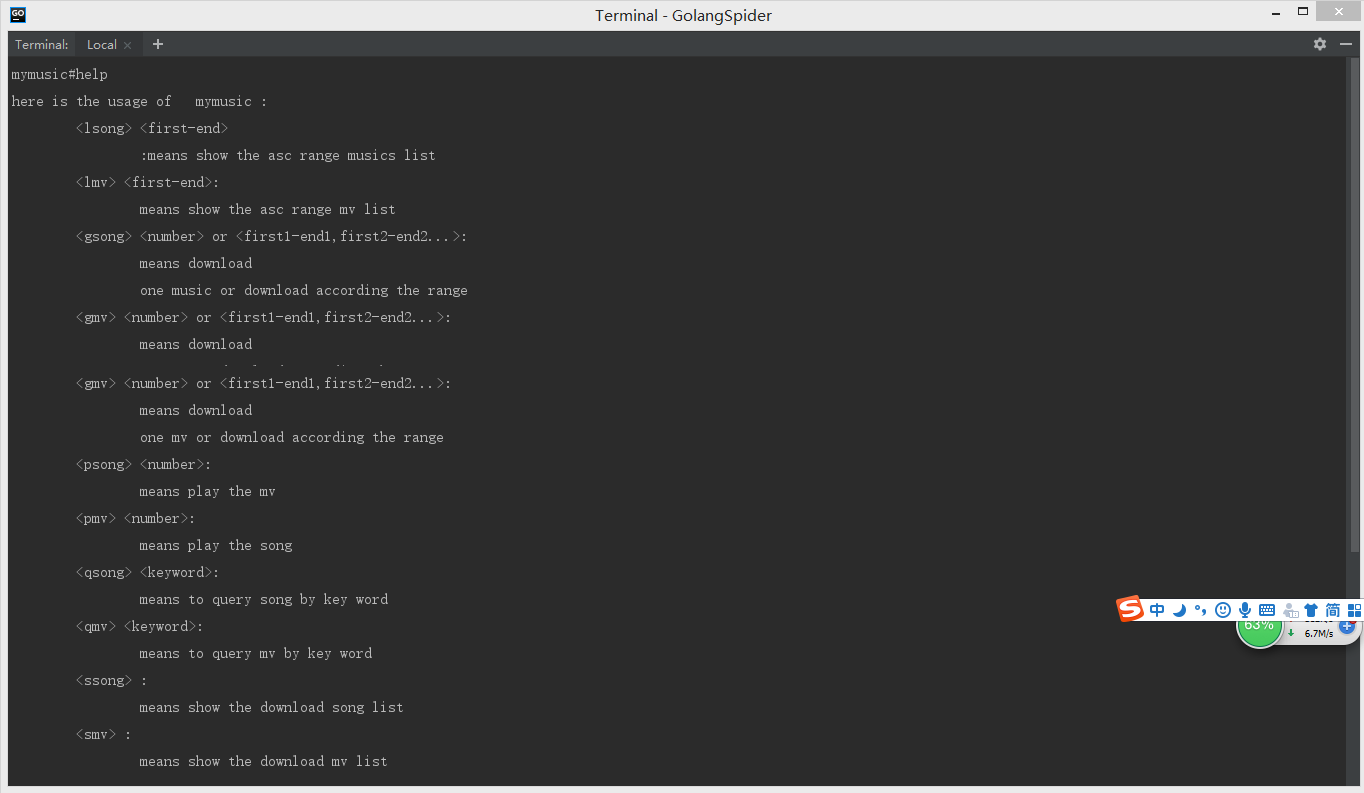 GO
Terminal - GolangSpider
Terminal: Local × +
mymusic#help
here is the usage of   mymusic :
<lsong> <first-end>
:means show the asc range musics list
<lmv> <first-end>:
means show the asc range mv list
<gsong> <number> or <first1-end1,first2-end2...>:
means download
one music or download according the range
<gmv> <number> or <first1-end1,first2-end2...>:
means download
<gmv> <number> or <first1-end1,first2-end2...>:
means download
one mv or download according the range
<psong> <number>:
means play the mv
<pmv> <number>:
means play the song
<qsong> <keyword>:
means to query song by key word
<qmv> <keyword>:
means to query mv by key word
<ssong> :
means show the download song list
<smv> :
means show the download mv list
S 中 简
63%
6.7M/s